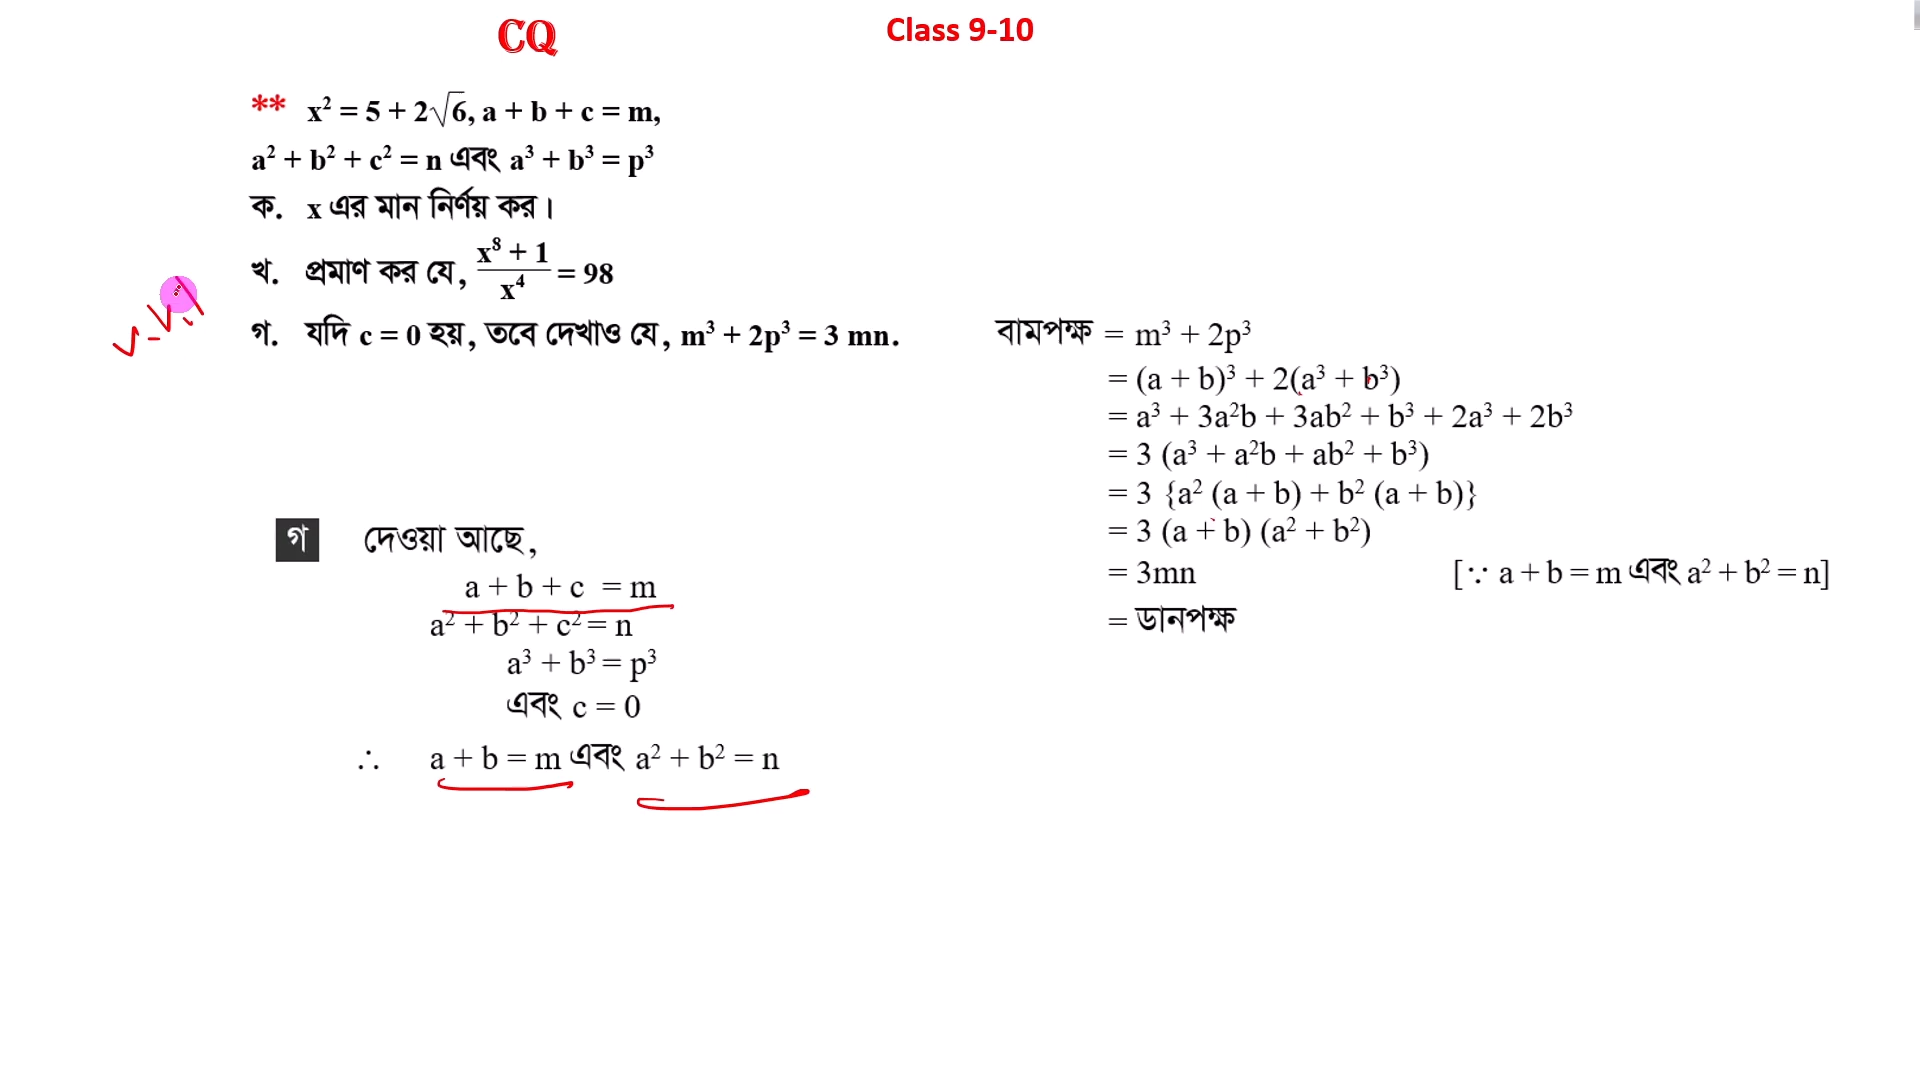 CQ
Class 9-10
** x² = 5 + 2√6, a + b + c = m,
a² + b² + c² = n এবং a³ + b³ = p³
ক. x এর মান নির্ণয় কর।
খ. প্রমাণ কর যে, (x⁸ + 1)/x⁴ = 98
গ. যদি c = 0 হয়, তবে দেখাও যে, m³ + 2p³ = 3 mn.
গ দেওয়া আছে,
a + b + c = m
a² + b² + c² = n
a³ + b³ = p³
এবং c = 0
∴ a + b = m এবং a² + b² = n
বামপক্ষ = m³ + 2p³
= (a + b)³ + 2(a³ + b³)
= a³ + 3a²b + 3ab² + b³ + 2a³ + 2b³
= 3 (a³ + a²b + ab² + b³)
= 3 {a² (a + b) + b² (a + b)}
= 3 (a + b) (a² + b²)
= 3mn [∵ a + b = m এবং a² + b² = n]
= ডানপক্ষ